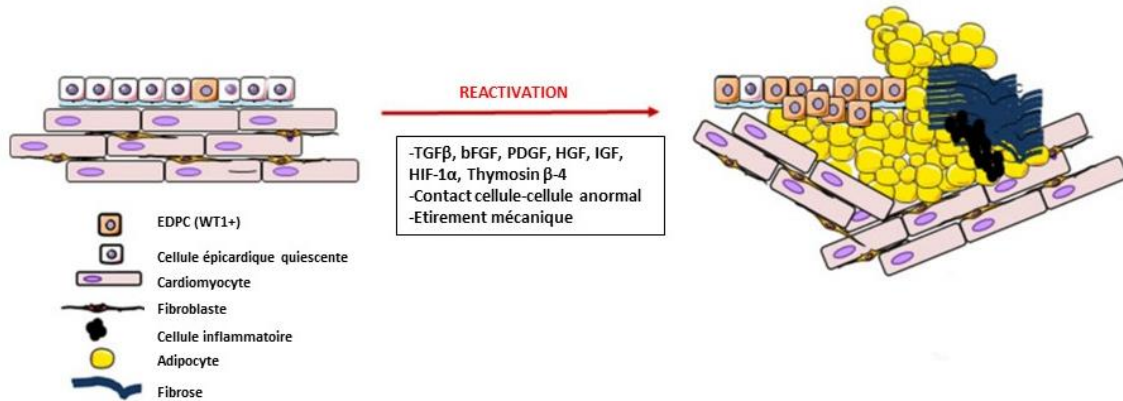 REACTIVATION
-TGFβ, bFGF, PDGF, HGF, IGF,
HIF-1α, Thymosin β-4
-Contact cellule-cellule anormal
-Etirement mécanique
EDPC (WT1+)
Cellule épicardique quiescente
Cardiomyocyte
Fibroblaste
Cellule inflammatoire
Adipocyte
Fibrose